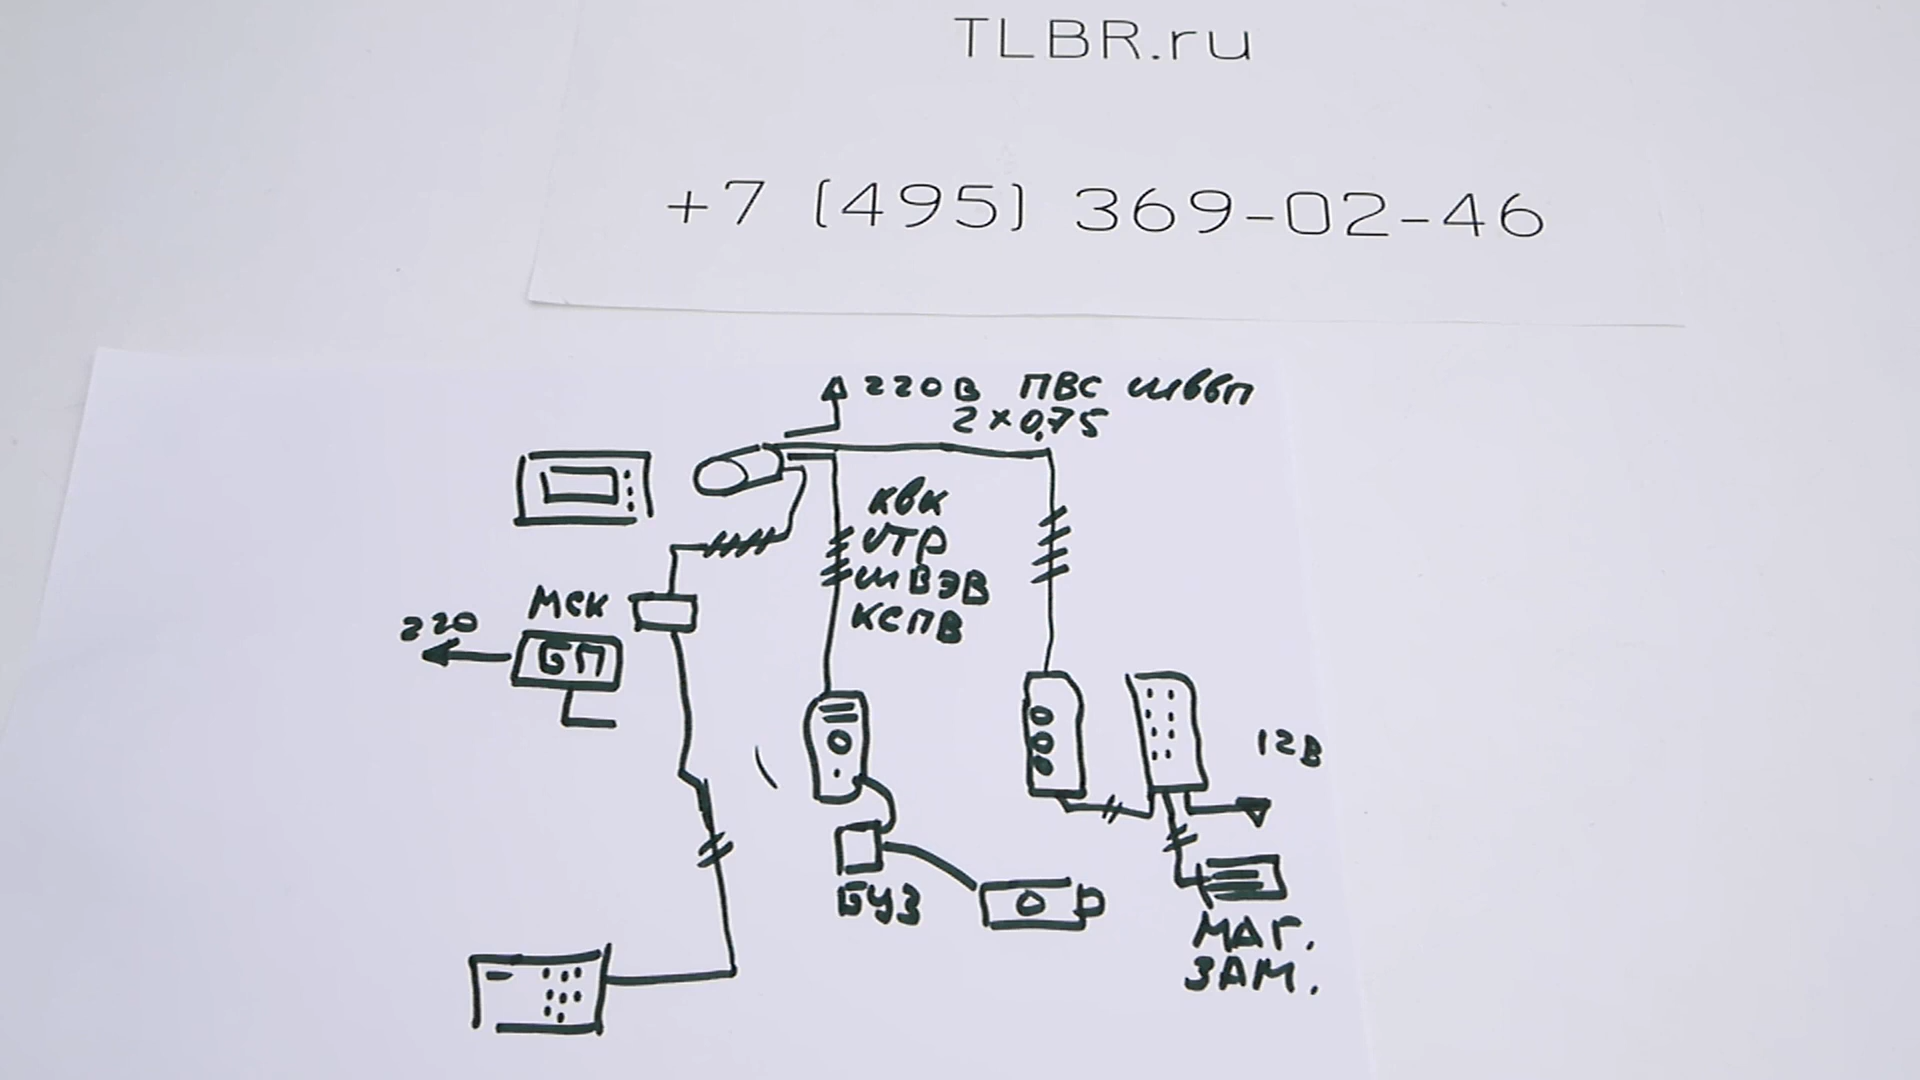 TLBR.ru
+7 (495) 369-02-46
220В ПВС шввп
2×0,75
квк
UTP
шВЭВ
КСПВ
МСК
220
БП
12В
БУЗ
МАГ.
ЗАМ.